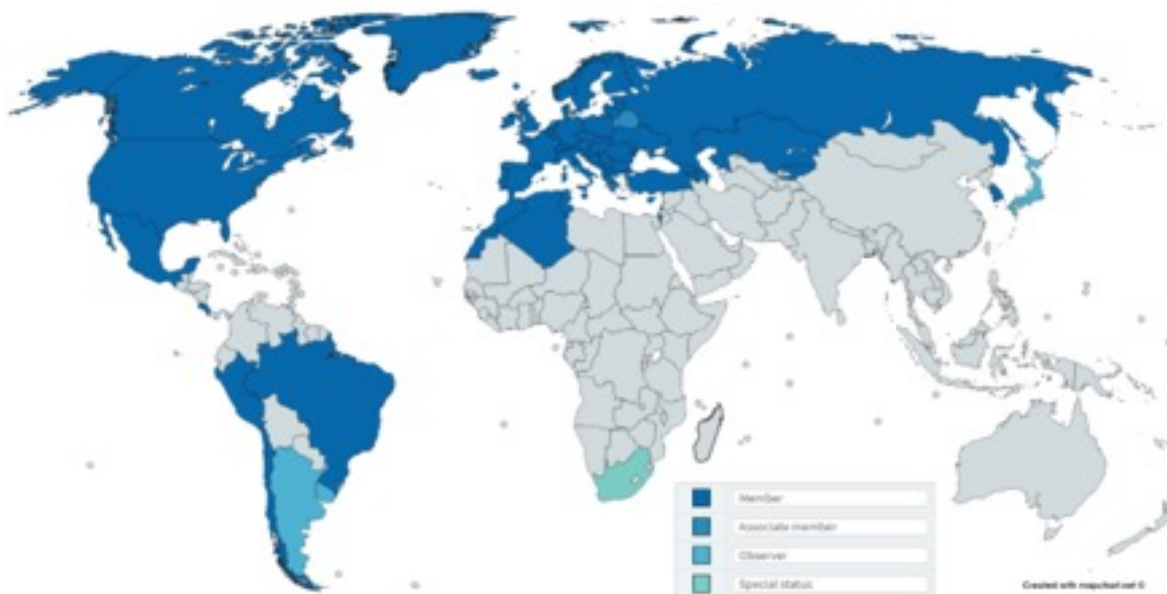 Member
Associate member
Observer
Special status
Created with mapchart.net ©